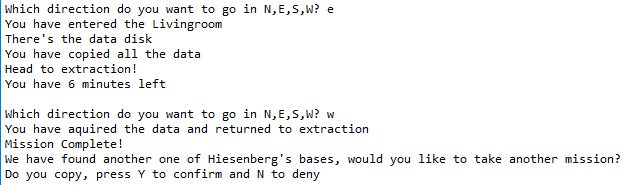 Which direction do you want to go in N,E,S,W? e
You have entered the Livingroom
There's the data disk
You have copied all the data
Head to extraction!
You have 6 minutes left
Which direction do you want to go in N,E,S,W? w
You have aquired the data and returned to extraction
Mission Complete!
We have found another one of Hiesenberg's bases, would you like to take another mission?
Do you copy, press Y to confirm and N to deny